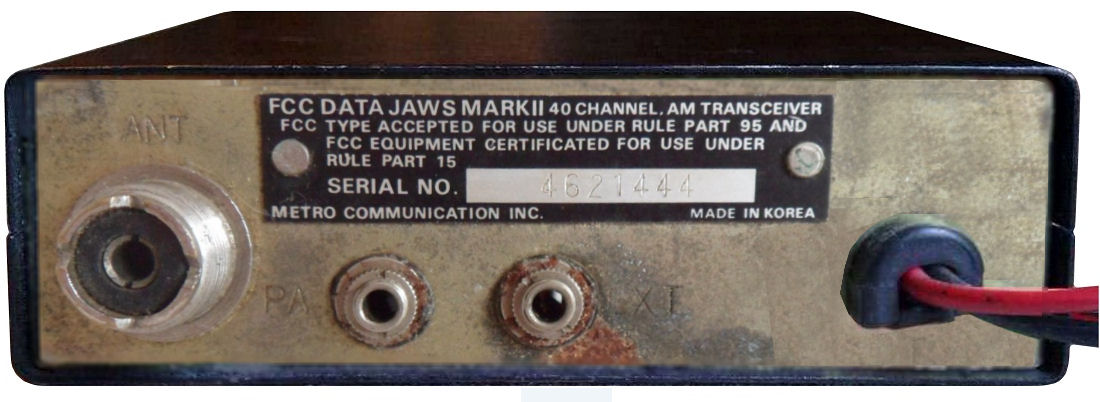 ANT
FCC DATA JAWS MARK II 40 CHANNEL, AM TRANSCEIVER
FCC TYPE ACCEPTED FOR USE UNDER RULE PART 95 AND
FCC EQUIPMENT CERTIFICATED FOR USE UNDER
RULE PART 15
SERIAL NO. 4621444
METRO COMMUNICATION INC. MADE IN KOREA
PA XT